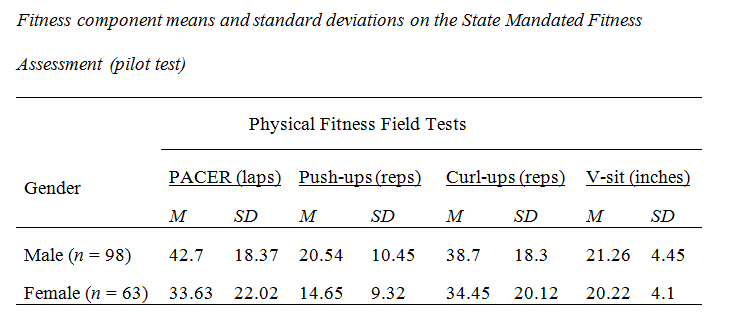 Fitness component means and standard deviations on the State Mandated Fitness
Assessment (pilot test)
Physical Fitness Field Tests
Gender PACER (laps) Push-ups (reps) Curl-ups (reps) V-sit (inches)
M SD M SD M SD M SD
Male (n = 98) 42.7 18.37 20.54 10.45 38.7 18.3 21.26 4.45
Female (n = 63) 33.63 22.02 14.65 9.32 34.45 20.12 20.22 4.1